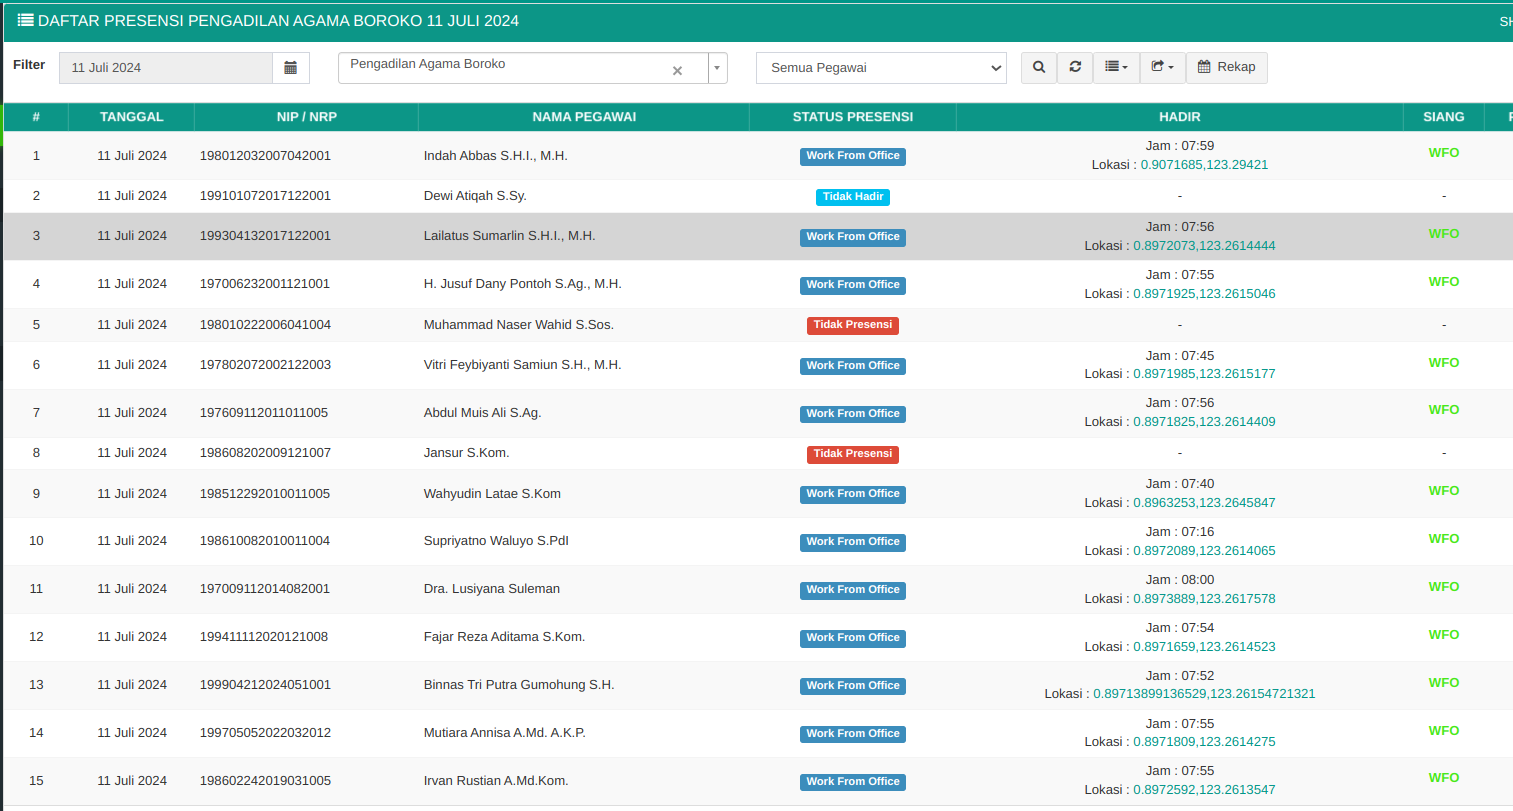 DAFTAR PRESENSI PENGADILAN AGAMA BOROKO 11 JULI 2024
Filter 11 Juli 2024 Pengadilan Agama Boroko × Semua Pegawai Rekap
# TANGGAL NIP / NRP NAMA PEGAWAI STATUS PRESENSI HADIR SIANG
1 11 Juli 2024 198012032007042001 Indah Abbas S.H.I., M.H. Work From Office Jam : 07:59 WFO
Lokasi : 0.9071685,123.29421
2 11 Juli 2024 199101072017122001 Dewi Atiqah S.Sy. Tidak Hadir - -
3 11 Juli 2024 199304132017122001 Lailatus Sumarlin S.H.I., M.H. Work From Office Jam : 07:56 WFO
Lokasi : 0.8972073,123.2614444
4 11 Juli 2024 197006232001121001 H. Jusuf Dany Pontoh S.Ag., M.H. Work From Office Jam : 07:55 WFO
Lokasi : 0.8971925,123.2615046
5 11 Juli 2024 198010222006041004 Muhammad Naser Wahid S.Sos. Tidak Presensi - -
6 11 Juli 2024 197802072002122003 Vitri Feybiyanti Samiun S.H., M.H. Work From Office Jam : 07:45 WFO
Lokasi : 0.8971985,123.2615177
7 11 Juli 2024 197609112011011005 Abdul Muis Ali S.Ag. Work From Office Jam : 07:56 WFO
Lokasi : 0.8971825,123.2614409
8 11 Juli 2024 198608202009121007 Jansur S.Kom. Tidak Presensi - -
9 11 Juli 2024 198512292010011005 Wahyudin Latae S.Kom Work From Office Jam : 07:40 WFO
Lokasi : 0.8963253,123.2645847
10 11 Juli 2024 198610082010011004 Supriyatno Waluyo S.PdI Work From Office Jam : 07:16 WFO
Lokasi : 0.8972089,123.2614065
11 11 Juli 2024 197009112014082001 Dra. Lusiyana Suleman Work From Office Jam : 08:00 WFO
Lokasi : 0.8973889,123.2617578
12 11 Juli 2024 199411112020121008 Fajar Reza Aditama S.Kom. Work From Office Jam : 07:54 WFO
Lokasi : 0.8971659,123.2614523
13 11 Juli 2024 199904212024051001 Binnas Tri Putra Gumohung S.H. Work From Office Jam : 07:52 WFO
Lokasi : 0.89713899136529,123.26154721321
14 11 Juli 2024 199705052022032012 Mutiara Annisa A.Md. A.K.P. Work From Office Jam : 07:55 WFO
Lokasi : 0.8971809,123.2614275
15 11 Juli 2024 198602242019031005 Irvan Rustian A.Md.Kom. Work From Office Jam : 07:55 WFO
Lokasi : 0.8972592,123.2613547